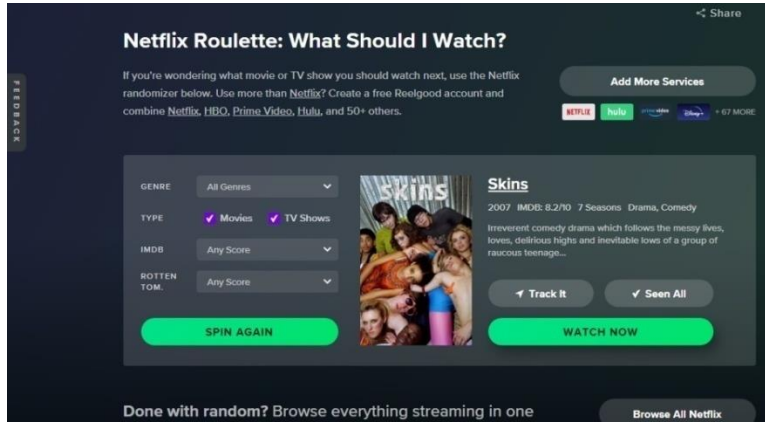 Share
Netflix Roulette: What Should I Watch?
If you're wondering what movie or TV show you should watch next, use the Netflix
randomizer below. Use more than Netflix? Create a free Reelgood account and
combine Netflix, HBO, Prime Video, Hulu, and 50+ others.
Add More Services
NETFLIX hulu prime video Disney+ + 67 MORE
FEEDBACK
GENRE All Genres
TYPE Movies TV Shows
IMDB Any Score
ROTTEN
TOM. Any Score
SPIN AGAIN
skins
Skins
2007 IMDB: 8.2/10 7 Seasons Drama, Comedy
Irreverent comedy drama which follows the messy lives,
loves, delirious highs and inevitable lows of a group of
raucous teenage...
Track It Seen All
WATCH NOW
Done with random? Browse everything streaming in one
Browse All Netflix